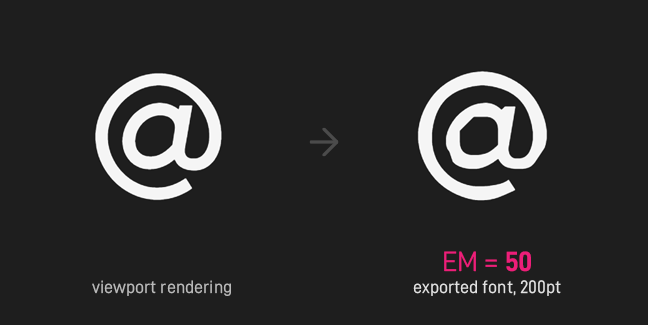 @ → @
EM = 50
viewport rendering
exported font, 200pt